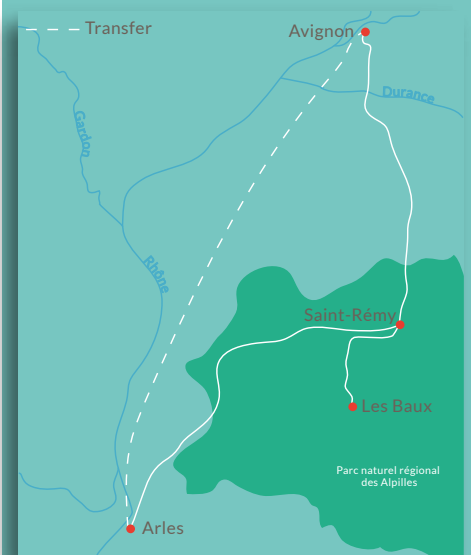 Transfer
Avignon
Durance
Gardon
Rhône
Saint-Rémy
Les Baux
Parc naturel régional
des Alpilles
Arles